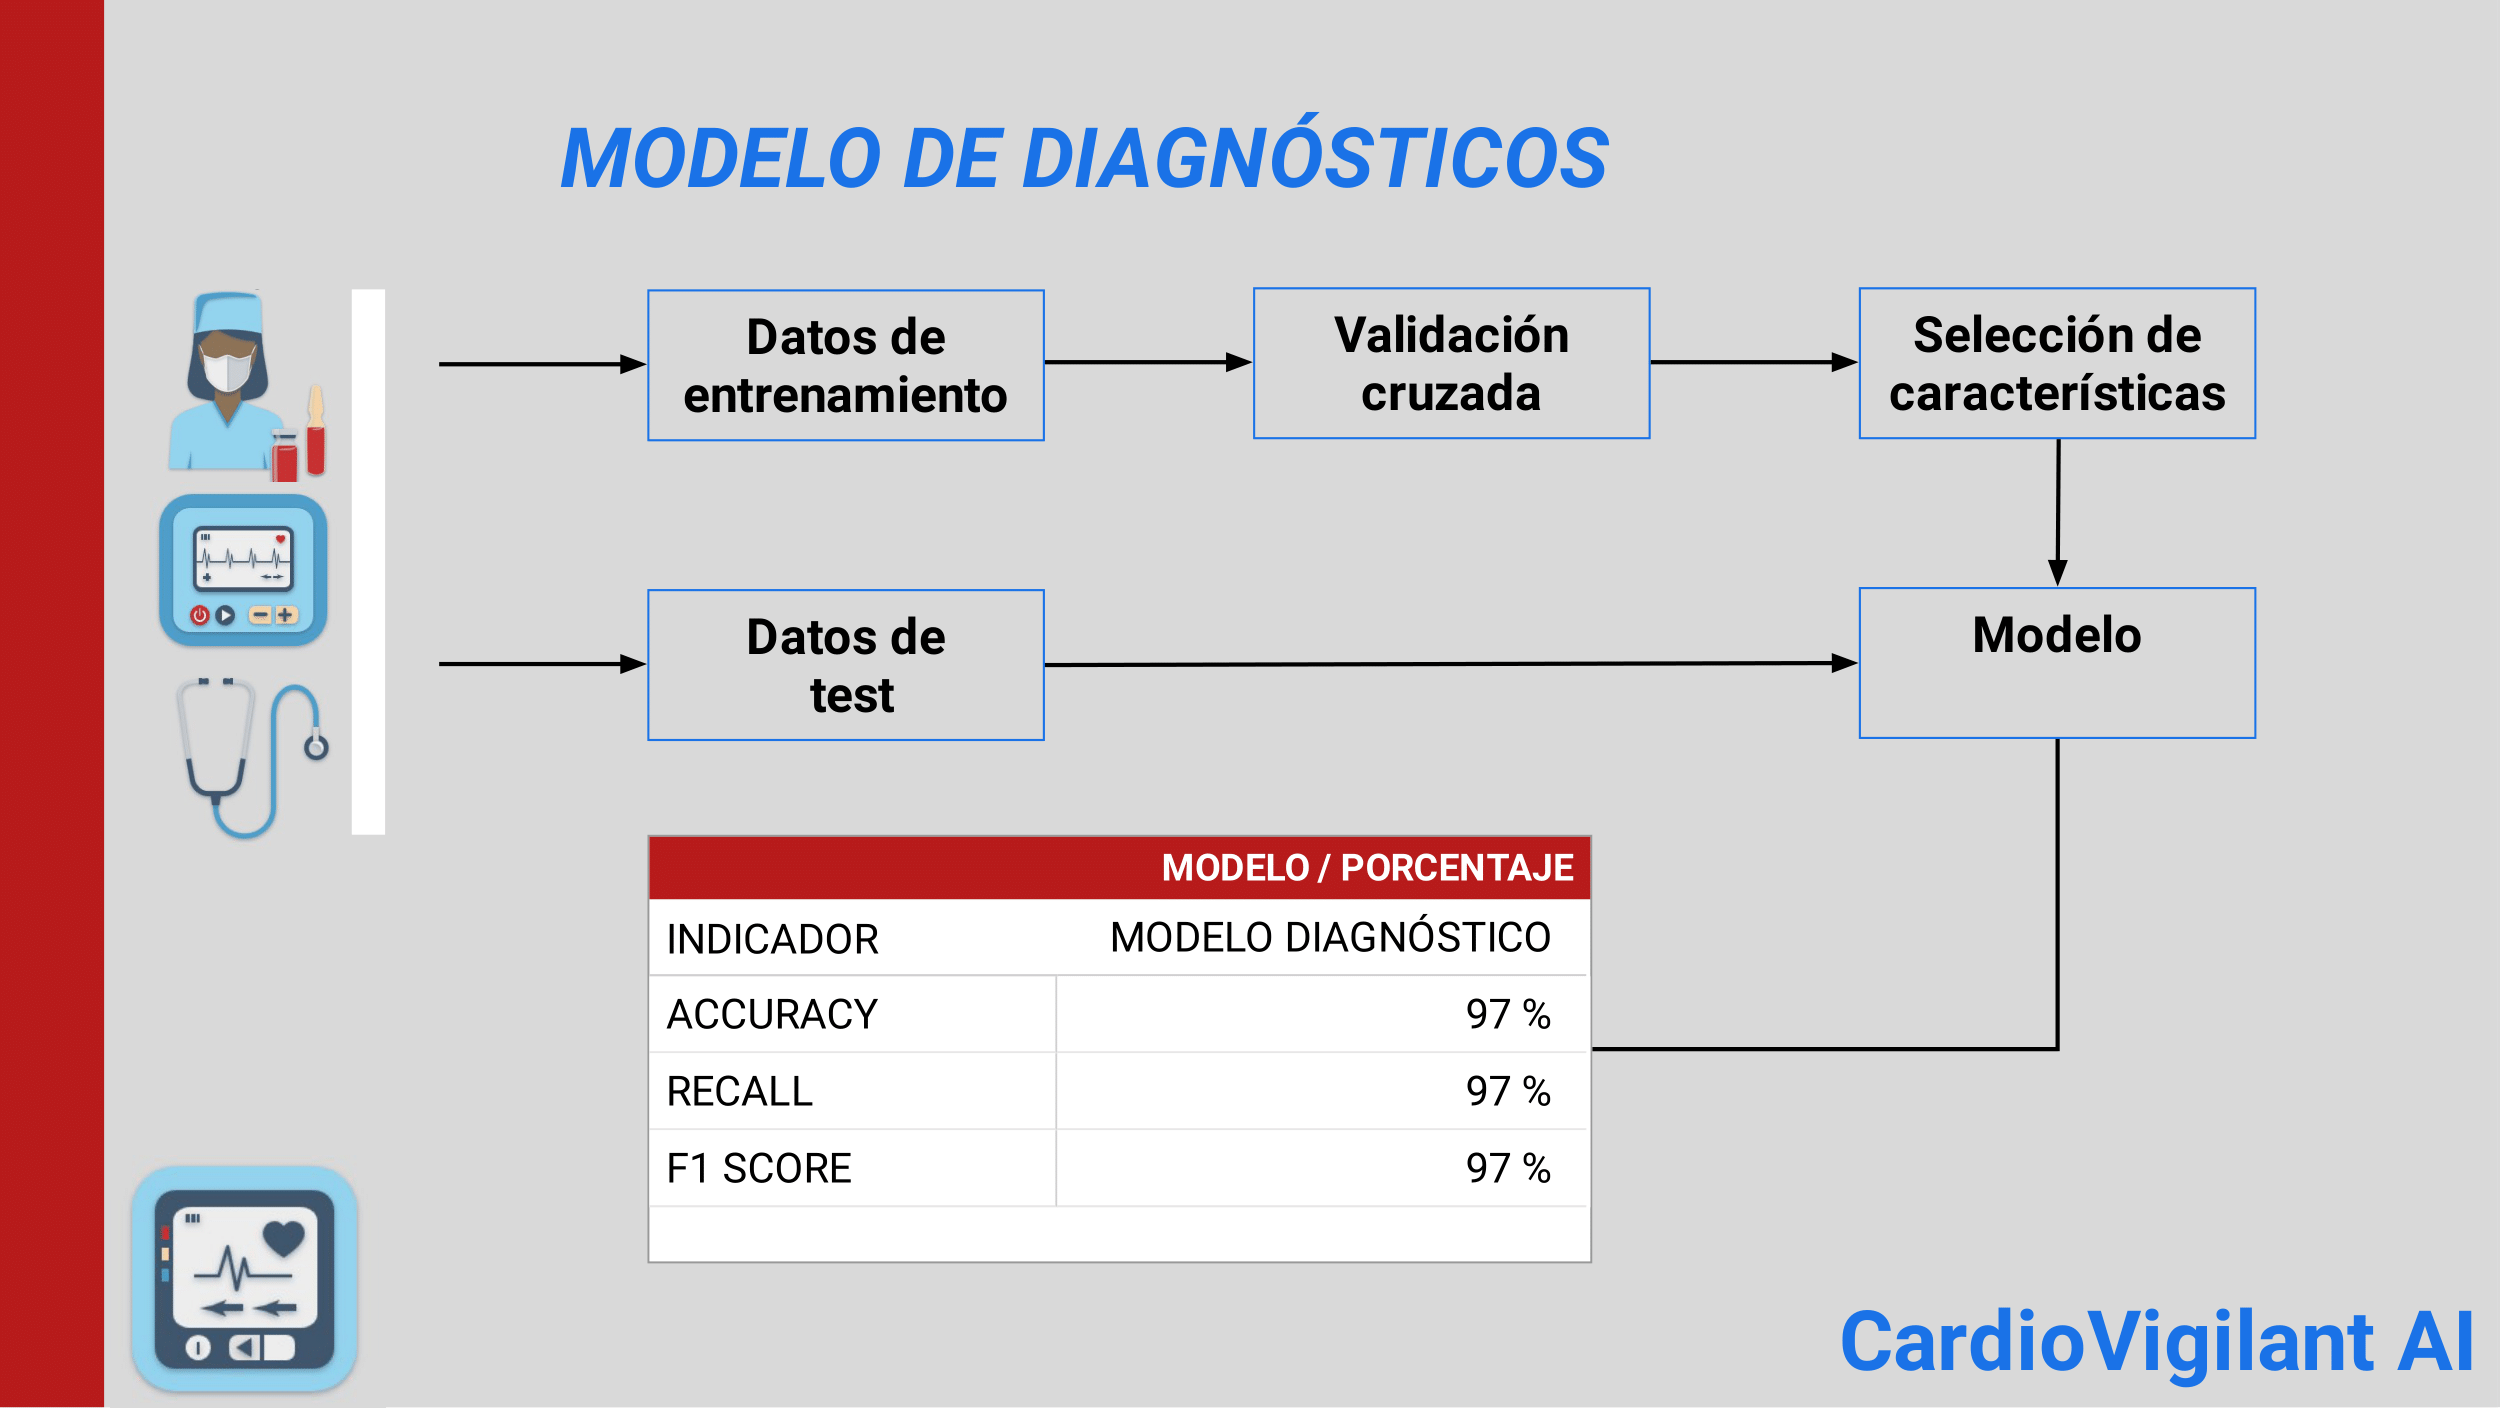 MODELO DE DIAGNÓSTICOS
Datos de
entrenamiento
Validación
cruzada
Selección de
características
Datos de
test
Modelo
MODELO / PORCENTAJE
INDICADOR MODELO DIAGNÓSTICO
ACCURACY 97 %
RECALL 97 %
F1 SCORE 97 %
CardioVigilant AI